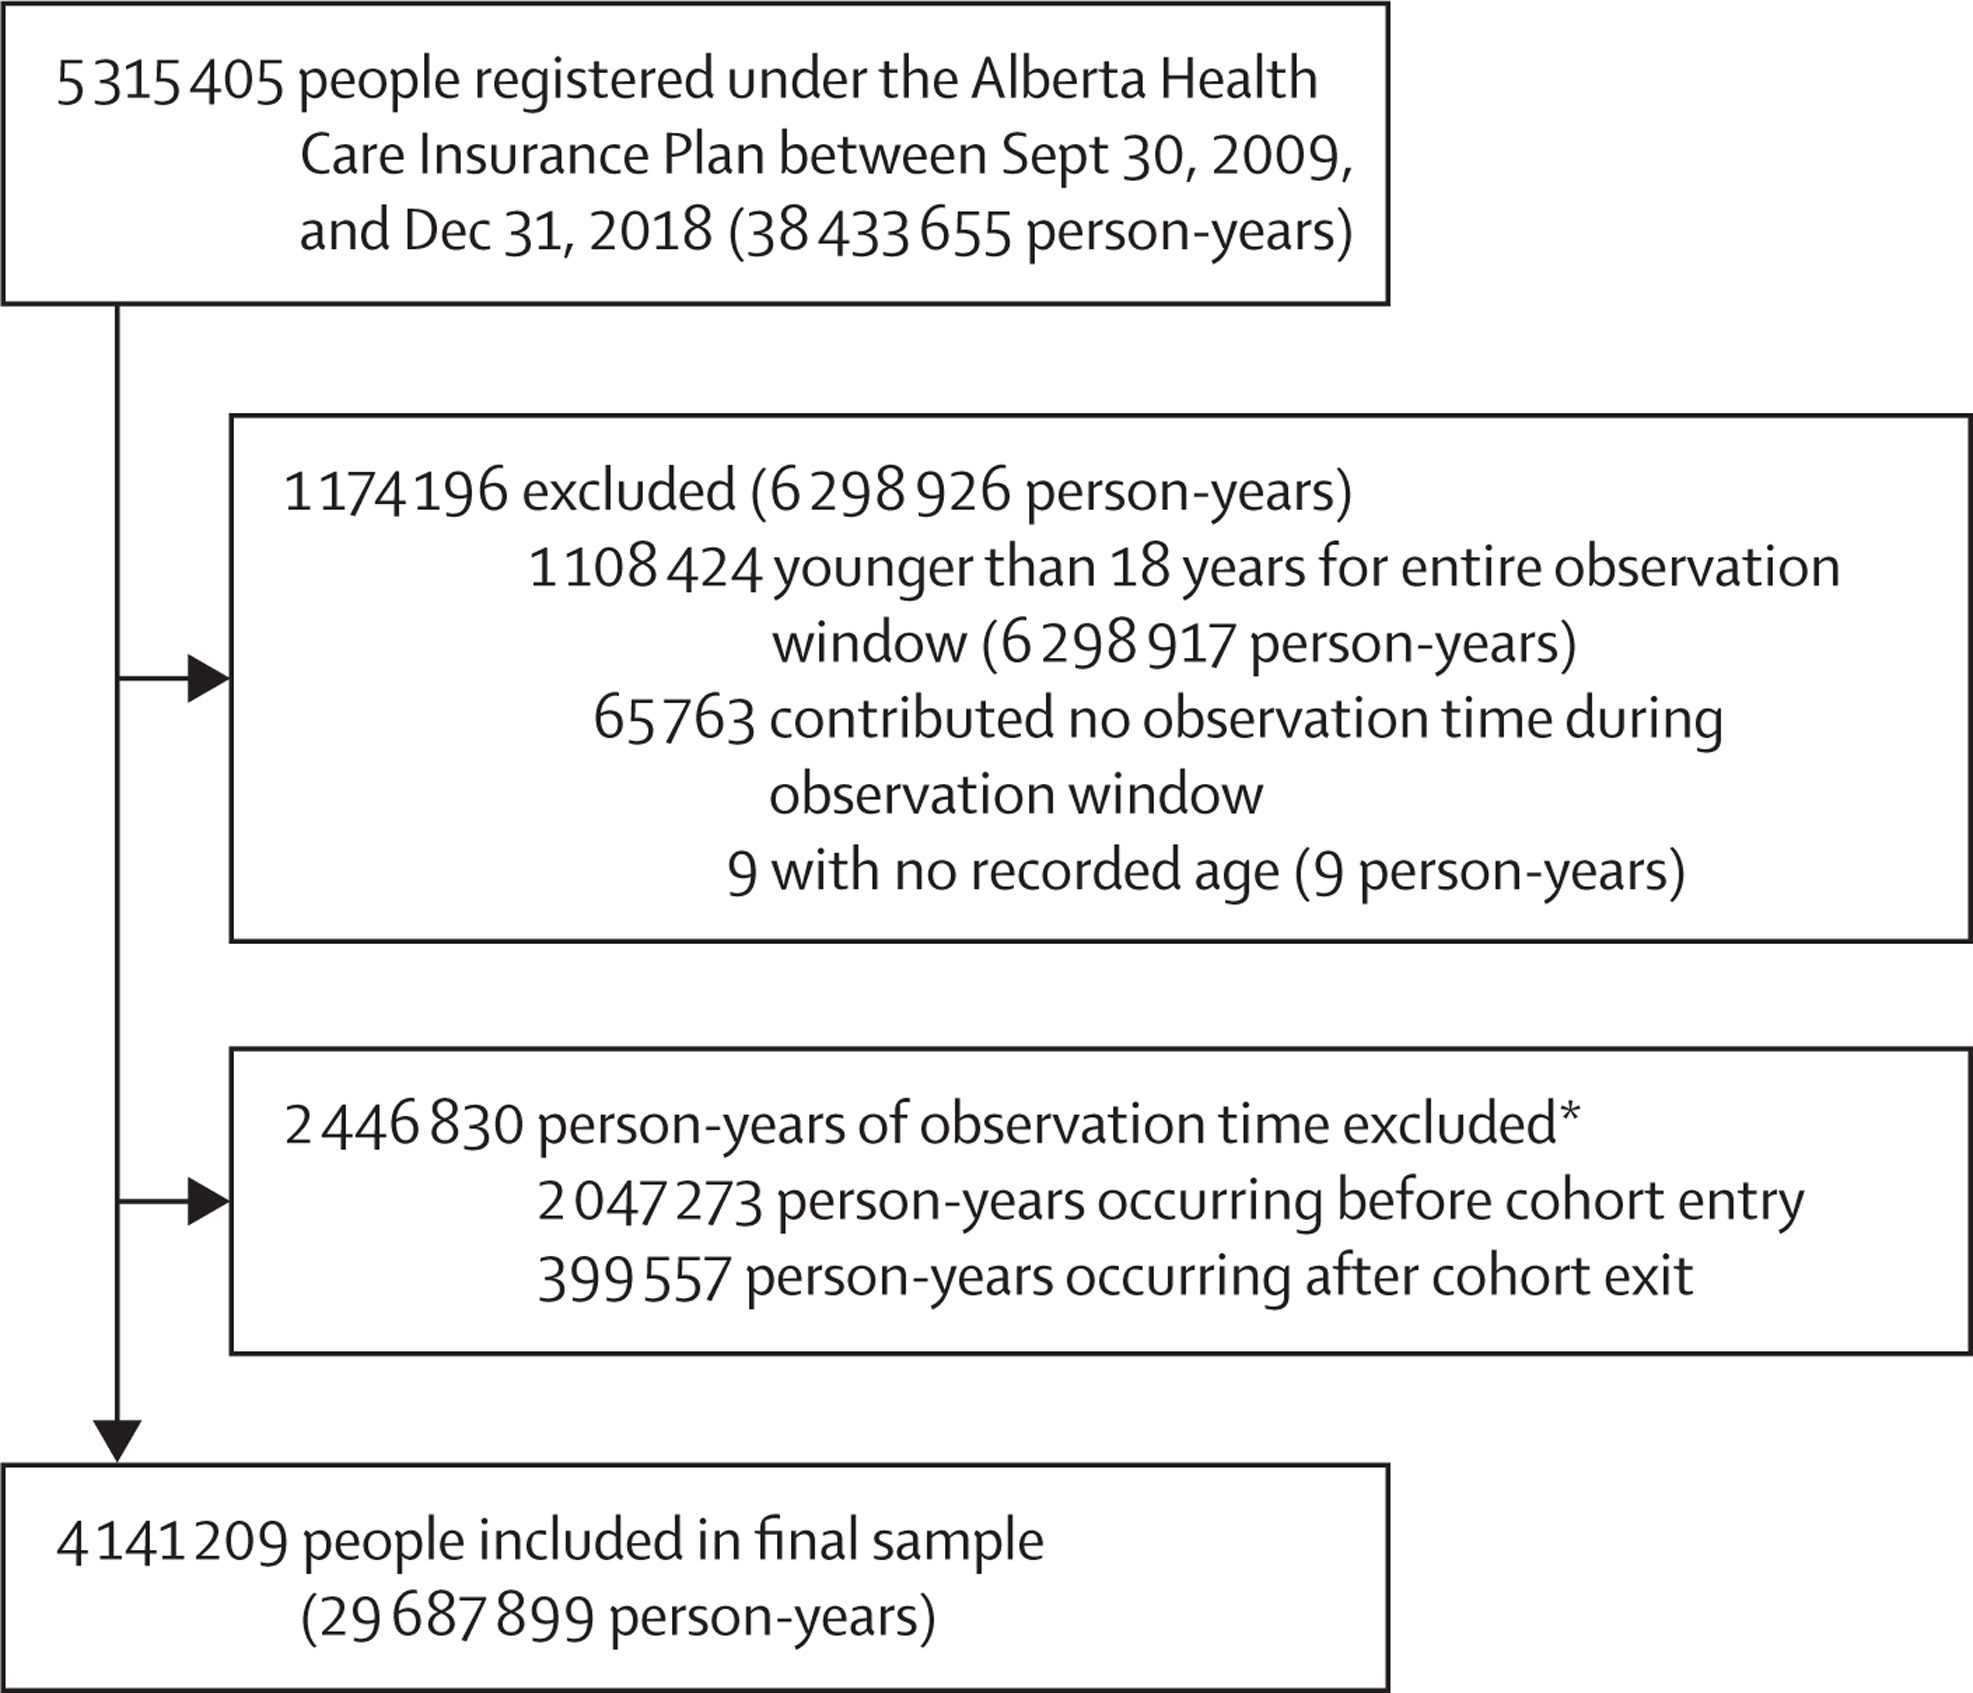 5 315 405 people registered under the Alberta Health
Care Insurance Plan between Sept 30, 2009,
and Dec 31, 2018 (38 433 655 person-years)
1 174 196 excluded (6 298 926 person-years)
1 108 424 younger than 18 years for entire observation
window (6 298 917 person-years)
65 763 contributed no observation time during
observation window
9 with no recorded age (9 person-years)
2 446 830 person-years of observation time excluded*
2 047 273 person-years occurring before cohort entry
399 557 person-years occurring after cohort exit
4 141 209 people included in final sample
(29 687 899 person-years)